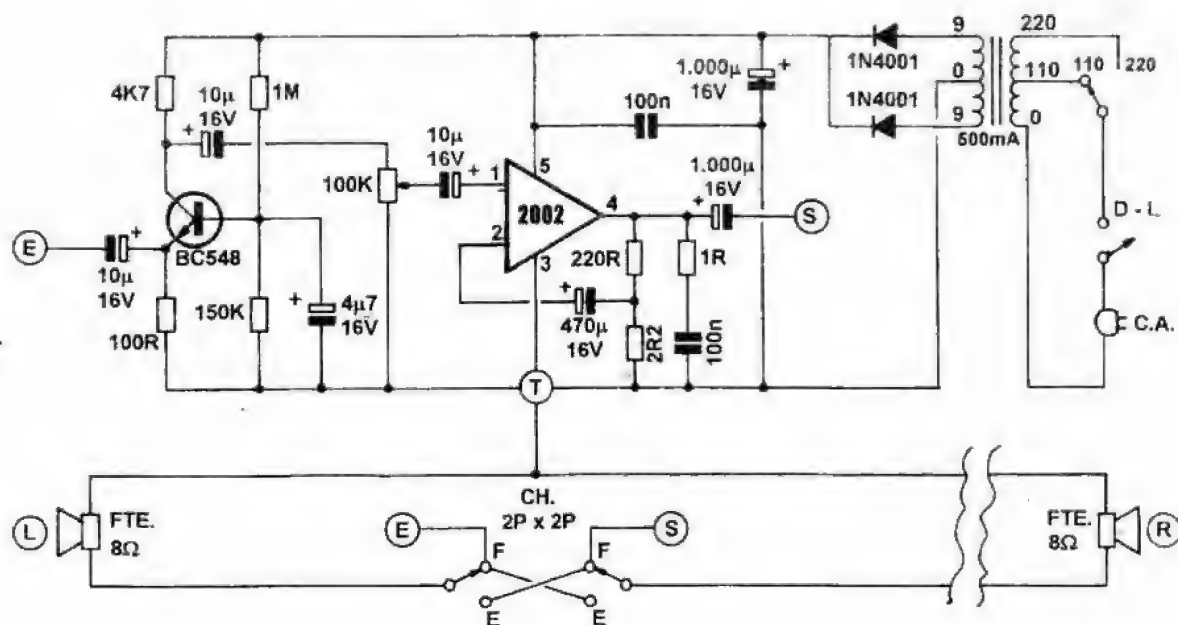 9
220
1N4001
4K7
10µ
16V
1M
1.000µ
16V
0
110
110
220
100n
1N4001
9
0
500mA
10µ
16V
5
1.000µ
16V
100K
1
2002
4
S
D - L
E
BC548
2
3
220R
1R
10µ
16V
150K
4µ7
16V
470µ
16V
2R2
100n
C.A.
100R
T
CH.
2P x 2P
L
FTE.
8Ω
E
S
FTE.
8Ω
R
F
F
E
E